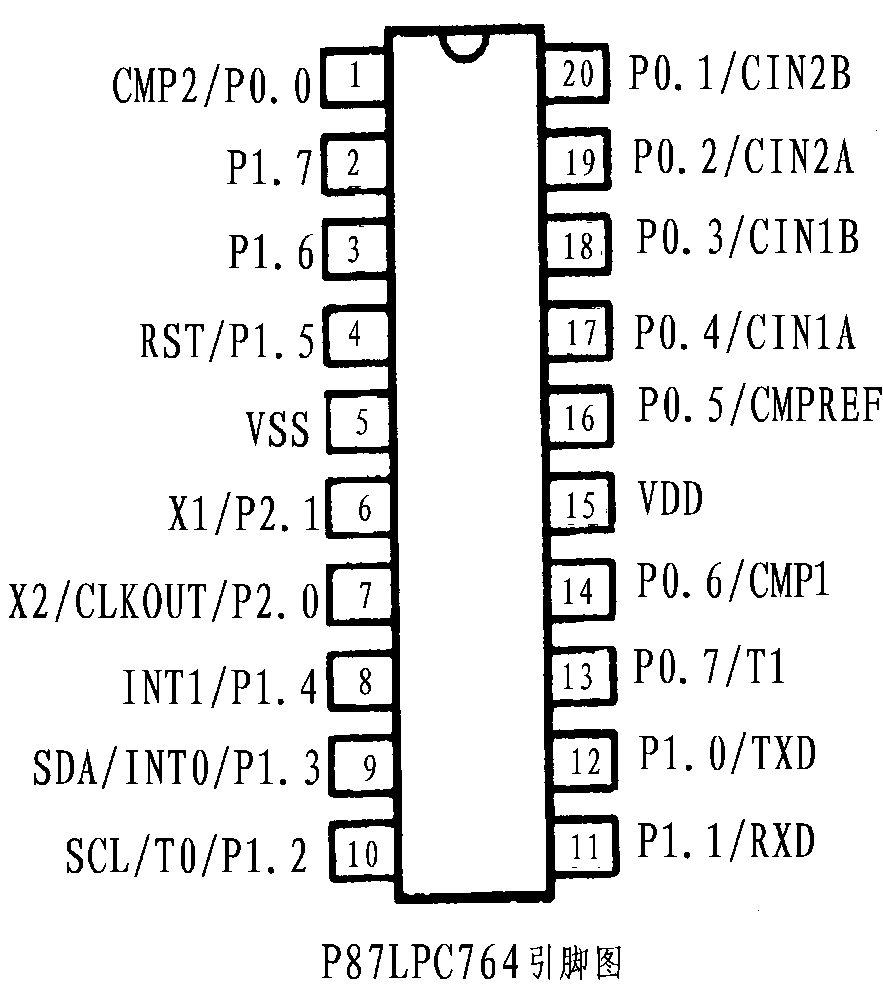 CMP2/P0.0 1 20 P0.1/CIN2B
P1.7 2 19 P0.2/CIN2A
P1.6 3 18 P0.3/CIN1B
RST/P1.5 4 17 P0.4/CIN1A
VSS 5 16 P0.5/CMPREF
X1/P2.1 6 15 VDD
X2/CLKOUT/P2.0 7 14 P0.6/CMP1
INT1/P1.4 8 13 P0.7/T1
SDA/INT0/P1.3 9 12 P1.0/TXD
SCL/T0/P1.2 10 11 P1.1/RXD
P87LPC764引脚图